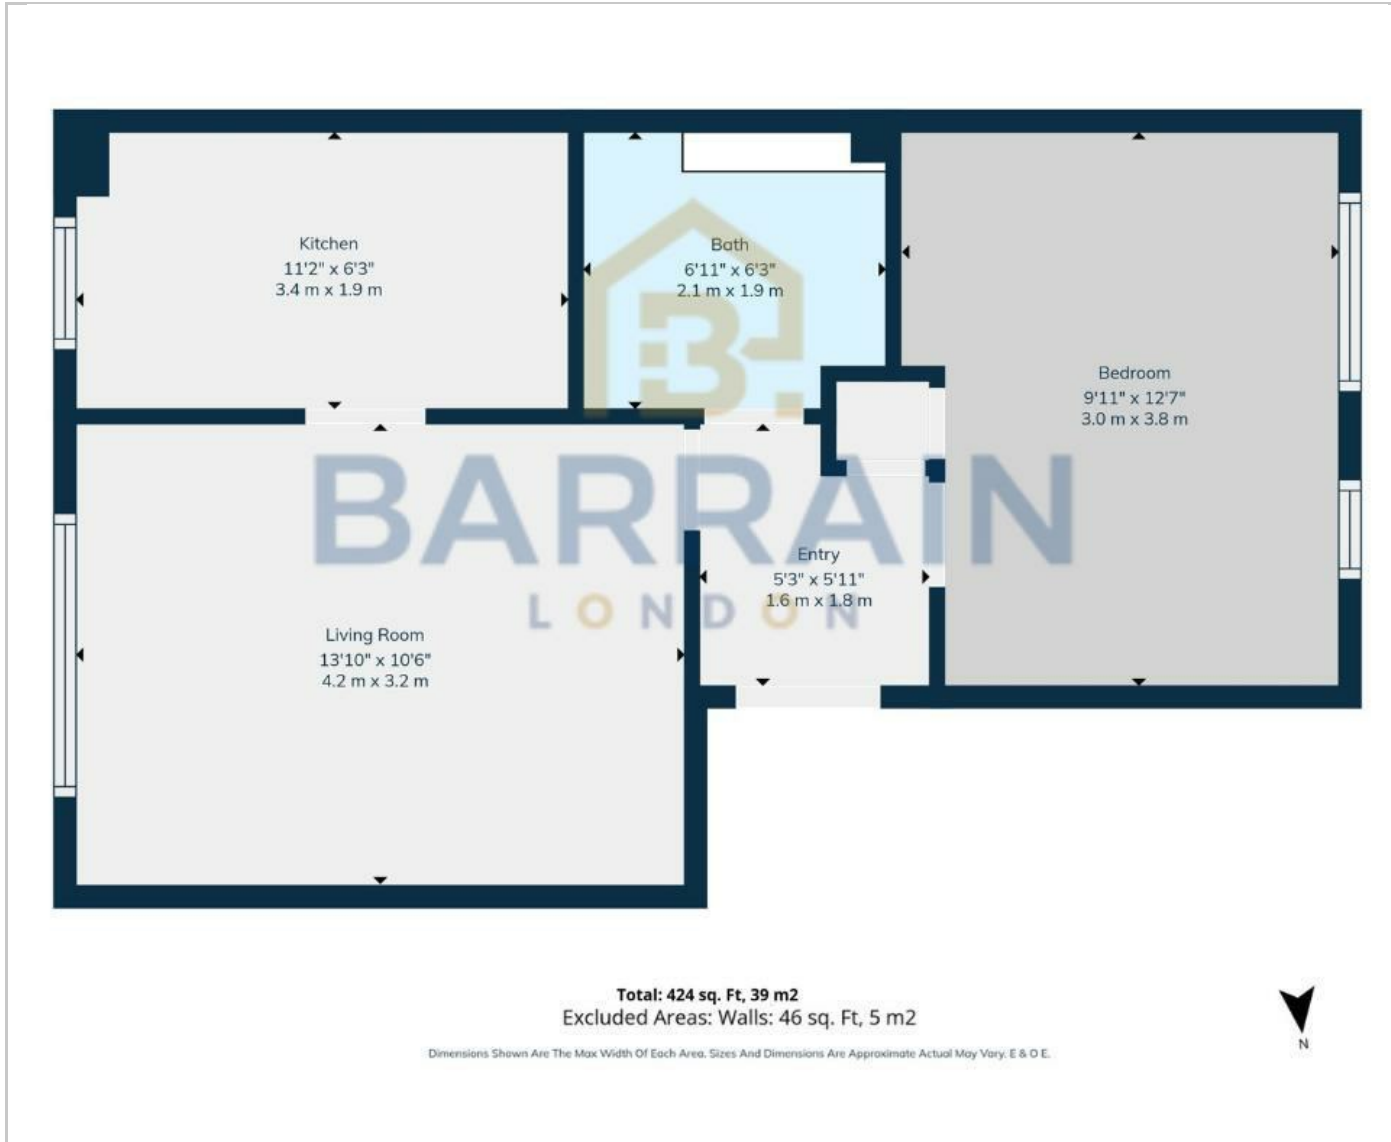 Kitchen
11'2" x 6'3"
3.4 m x 1.9 m
Bath
6'11" x 6'3"
2.1 m x 1.9 m
Bedroom
9'11" x 12'7"
3.0 m x 3.8 m
B
BARRAIN
LONDON
Entry
5'3" x 5'11"
1.6 m x 1.8 m
Living Room
13'10" x 10'6"
4.2 m x 3.2 m
Total: 424 sq. Ft, 39 m2
Excluded Areas: Walls: 46 sq. Ft, 5 m2
Dimensions Shown Are The Max Width Of Each Area. Sizes And Dimensions Are Approximate Actual May Vary. E & O E.
N